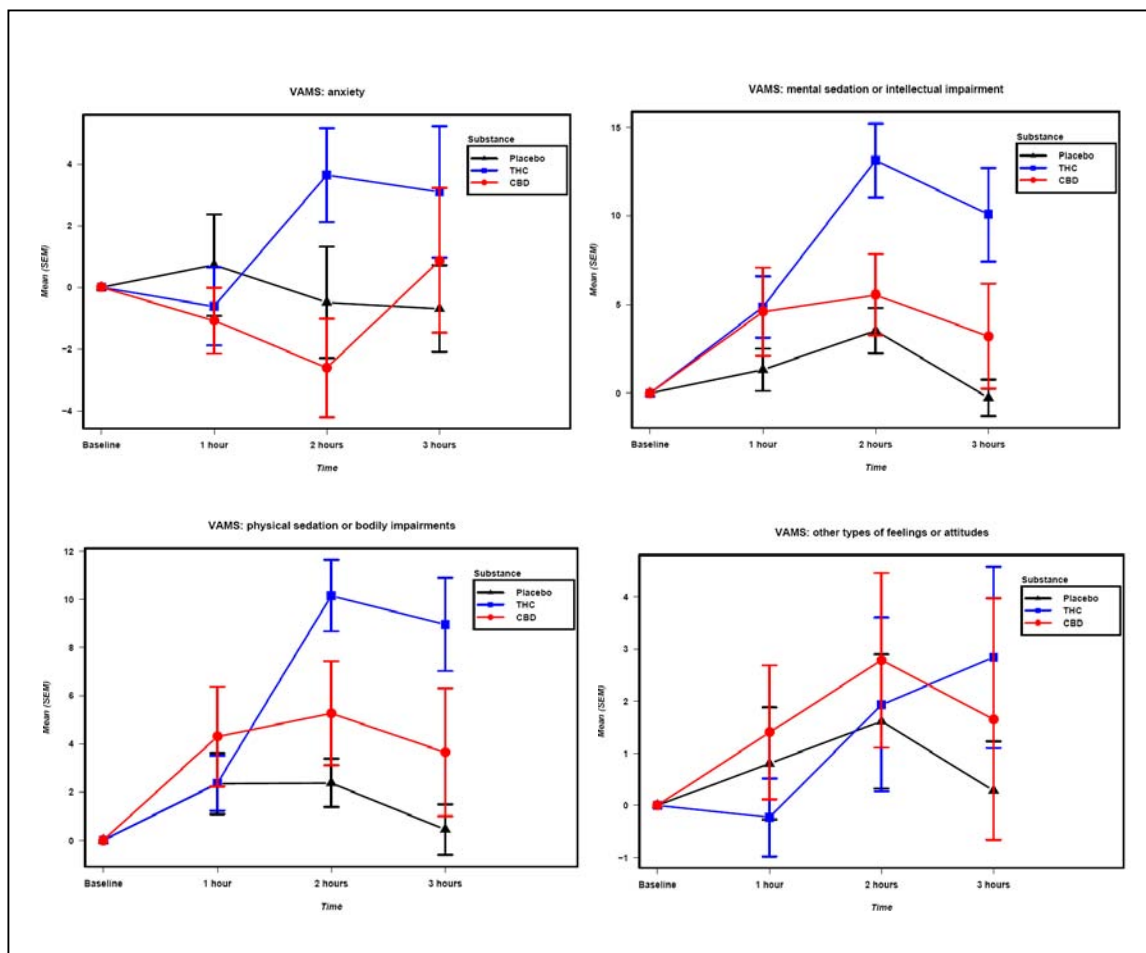 VAMS: anxiety
Substance
Placebo
THC
CBD
4
2
0
−2
−4
Mean (SEM)
Baseline
1 hour
2 hours
3 hours
Time
VAMS: mental sedation or intellectual impairment
Substance
Placebo
THC
CBD
15
10
5
0
Mean (SEM)
Baseline
1 hour
2 hours
3 hours
Time
VAMS: physical sedation or bodily impairments
Substance
Placebo
THC
CBD
12
10
8
6
4
2
0
Mean (SEM)
Baseline
1 hour
2 hours
3 hours
Time
VAMS: other types of feelings or attitudes
Substance
Placebo
THC
CBD
4
3
2
1
0
−1
Mean (SEM)
Baseline
1 hour
2 hours
3 hours
Time